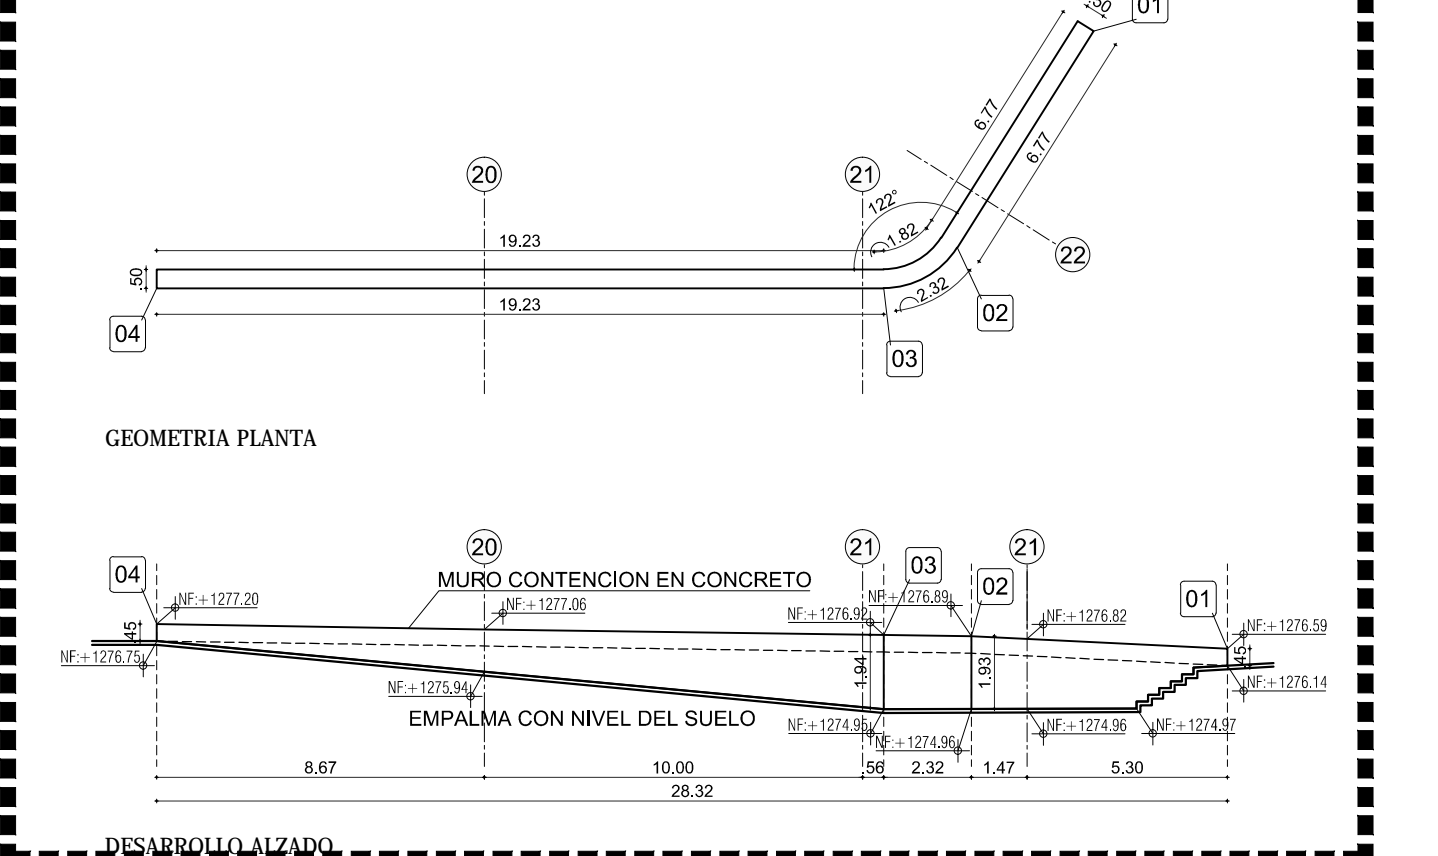 .50
01
6.77
6.77
20
21
122°
1.82
22
19.23
.50
2.32
19.23
02
04
03
GEOMETRIA PLANTA
20
21
21
03
04
02
01
MURO CONTENCION EN CONCRETO
NF:+1277.20
NF:+1277.06
NF:+1276.92
NF:+1276.89
NF:+1276.82
NF:+1276.59
.45
NF:+1276.75
1.94
1.93
.45
NF:+1276.14
NF:+1275.94
EMPALMA CON NIVEL DEL SUELO
NF:+1274.95
NF:+1274.96
NF:+1274.96
NF:+1274.97
8.67
10.00
.56
2.32
1.47
5.30
28.32
DESARROLLO ALZADO